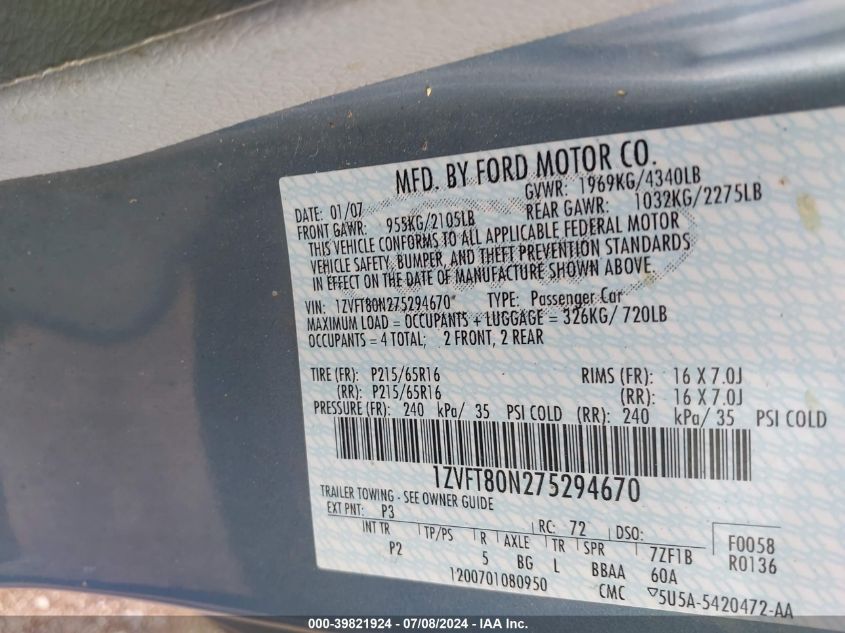 MFD. BY FORD MOTOR CO.
DATE: 01/07 GVWR: 1969KG/4340LB
FRONT GAWR: 955KG/2105LB REAR GAWR: 1032KG/2275LB
THIS VEHICLE CONFORMS TO ALL APPLICABLE FEDERAL MOTOR
VEHICLE SAFETY, BUMPER, AND THEFT PREVENTION STANDARDS
IN EFFECT ON THE DATE OF MANUFACTURE SHOWN ABOVE.
VIN: 1ZVFT80N275294670* TYPE: Passenger Car
MAXIMUM LOAD = OCCUPANTS + LUGGAGE = 326KG/ 720LB
OCCUPANTS = 4 TOTAL; 2 FRONT, 2 REAR
TIRE (FR): P215/65R16 RIMS (FR): 16 X 7.0J
(RR): P215/65R16 (RR): 16 X 7.0J
PRESSURE (FR): 240 kPa/ 35 PSI COLD (RR): 240 kPa/ 35 PSI COLD
1ZVFT80N275294670
TRAILER TOWING - SEE OWNER GUIDE
EXT PNT: P3 RC: 72 DSO: F0058
INT TR TP/PS R AXLE TR SPR 7ZF1B R0136
P2 5 BG L BBAA 60A
1200701080950 CMC 5U5A-5420472-AA
000-39821924 - 07/08/2024 - IAA Inc.